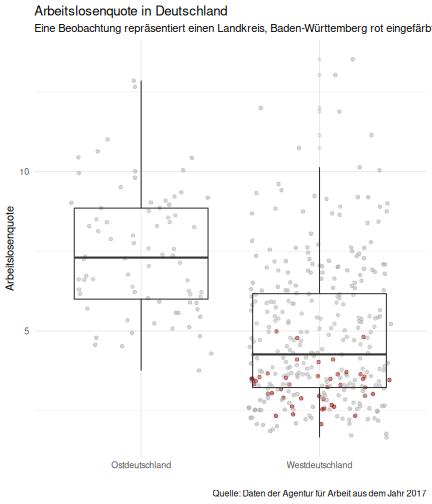 Arbeitslosenquote in Deutschland
Eine Beobachtung repräsentiert einen Landkreis, Baden-Württemberg rot eingefärbt
Arbeitslosenquote
10
5
Ostdeutschland
Westdeutschland
Quelle: Daten der Agentur für Arbeit aus dem Jahr 2017